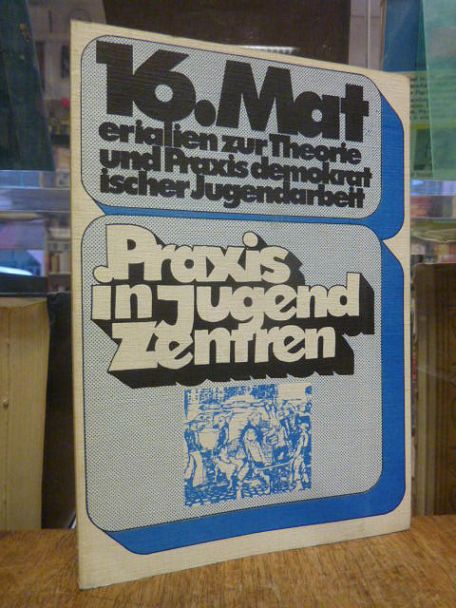 16. Mat
erialien zur Theorie
und Praxis demokrat
ischer Jugendarbeit
Praxis
in Jugend
Zentren